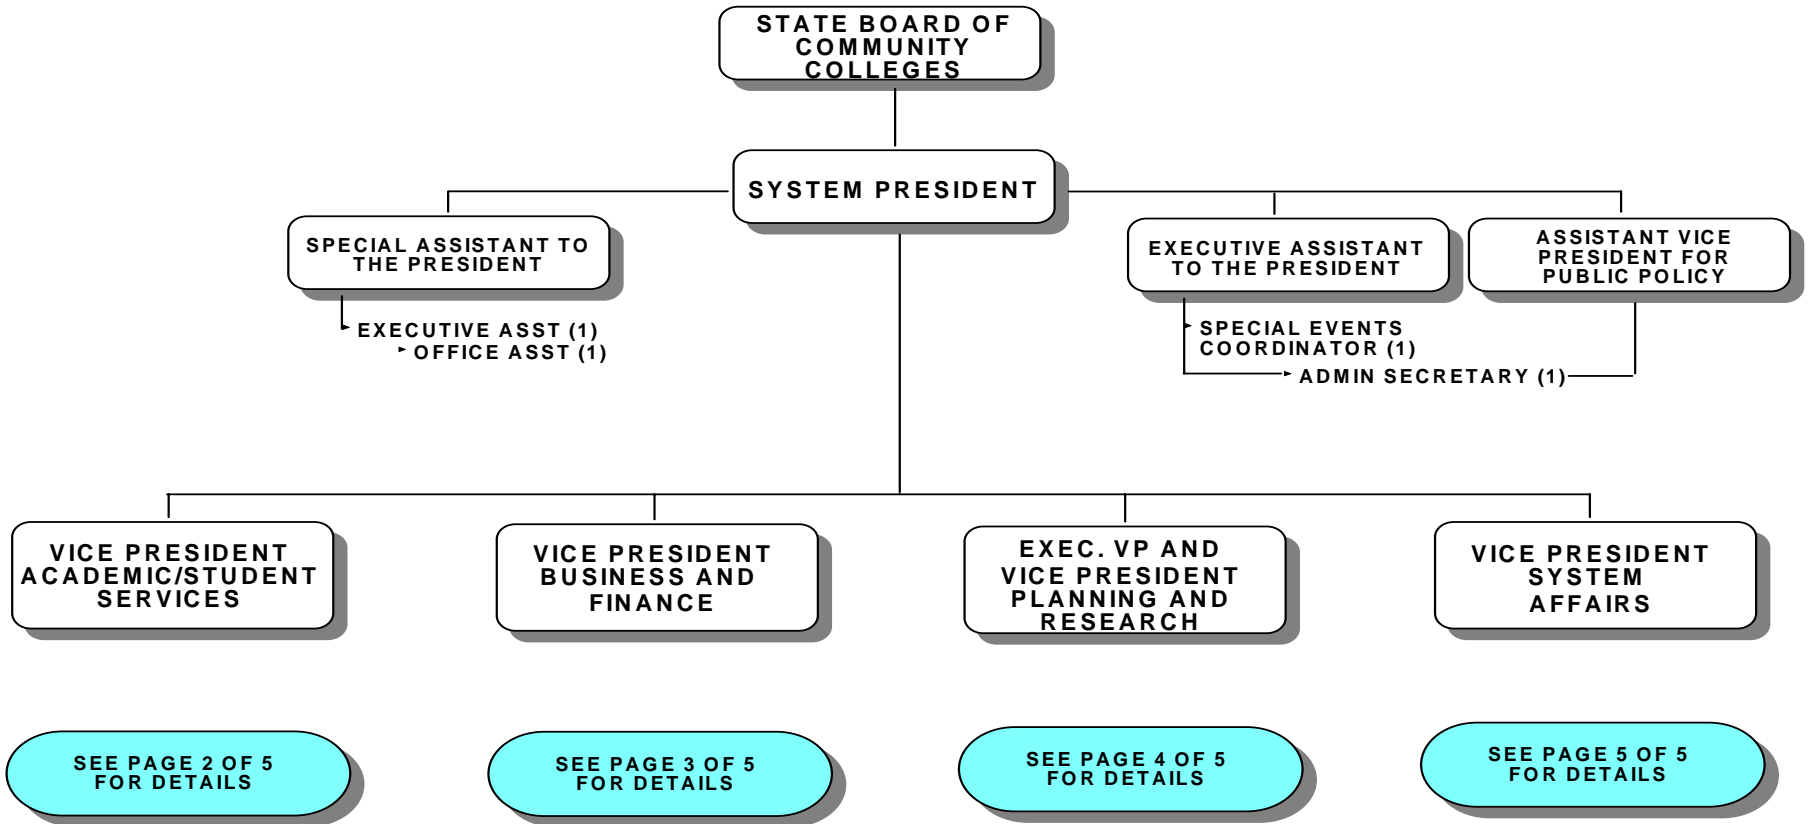 STATE BOARD OF
COMMUNITY
COLLEGES
SYSTEM PRESIDENT
SPECIAL ASSISTANT TO
THE PRESIDENT
EXECUTIVE ASST (1)
OFFICE ASST (1)
EXECUTIVE ASSISTANT
TO THE PRESIDENT
SPECIAL EVENTS
COORDINATOR (1)
ADMIN SECRETARY (1)
ASSISTANT VICE
PRESIDENT FOR
PUBLIC POLICY
VICE PRESIDENT
ACADEMIC/STUDENT
SERVICES
VICE PRESIDENT
BUSINESS AND
FINANCE
EXEC. VP AND
VICE PRESIDENT
PLANNING AND
RESEARCH
VICE PRESIDENT
SYSTEM
AFFAIRS
SEE PAGE 2 OF 5
FOR DETAILS
SEE PAGE 3 OF 5
FOR DETAILS
SEE PAGE 4 OF 5
FOR DETAILS
SEE PAGE 5 OF 5
FOR DETAILS